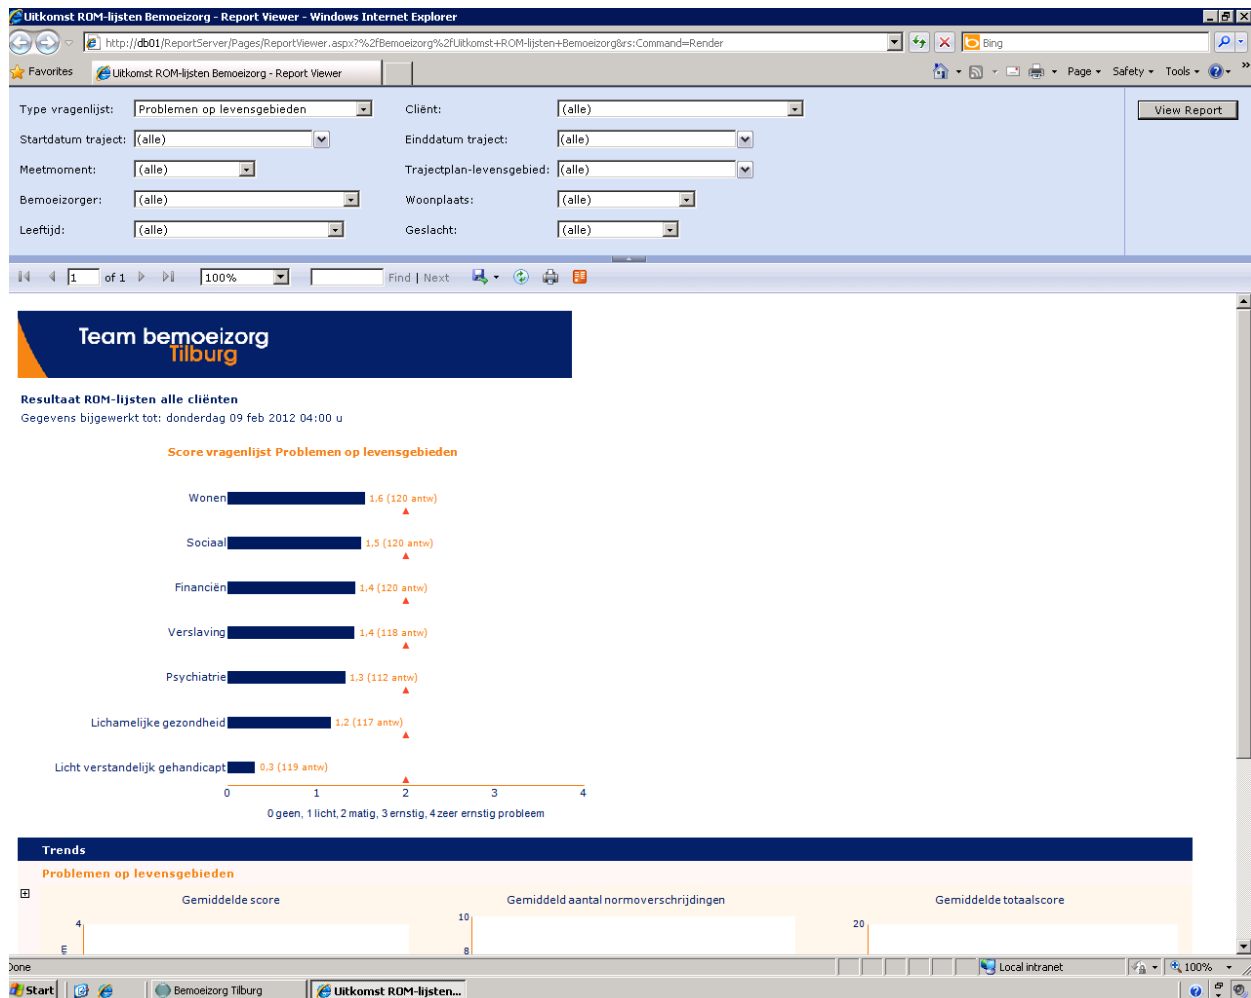 Uitkomst ROM-lijsten Bemoeizorg - Report Viewer - Windows Internet Explorer
http://db01/ReportServer/Pages/ReportViewer.aspx?%2fBemoeizorg%2fUitkomst+ROM-lijsten+Bemoeizorg&rs:Command=Render
Bing
Favorites
Uitkomst ROM-lijsten Bemoeizorg - Report Viewer
Page
Safety
Tools
Type vragenlijst: Problemen op levensgebieden
Cliënt: (alle)
View Report
Startdatum traject: (alle)
Einddatum traject: (alle)
Meetmoment: (alle)
Trajectplan-levensgebied: (alle)
Bemoeizorger: (alle)
Woonplaats: (alle)
Leeftijd: (alle)
Geslacht: (alle)
1 of 1
100%
Find | Next
Team bemoeizorg
Tilburg
Resultaat ROM-lijsten alle cliënten
Gegevens bijgewerkt tot: donderdag 09 feb 2012 04:00 u
Score vragenlijst Problemen op levensgebieden
Wonen 1,6 (120 antw)
Sociaal 1,5 (120 antw)
Financiën 1,4 (120 antw)
Verslaving 1,4 (118 antw)
Psychiatrie 1,3 (112 antw)
Lichamelijke gezondheid 1,2 (117 antw)
Licht verstandelijk gehandicapt 0,3 (119 antw)
0 1 2 3 4
0 geen, 1 licht, 2 matig, 3 ernstig, 4 zeer ernstig probleem
Trends
Problemen op levensgebieden
Gemiddelde score
Gemiddeld aantal normoverschrijdingen
Gemiddelde totaalscore
4
10
20
8
Done
Local intranet
100%
Start
Bemoeizorg Tilburg
Uitkomst ROM-lijsten...